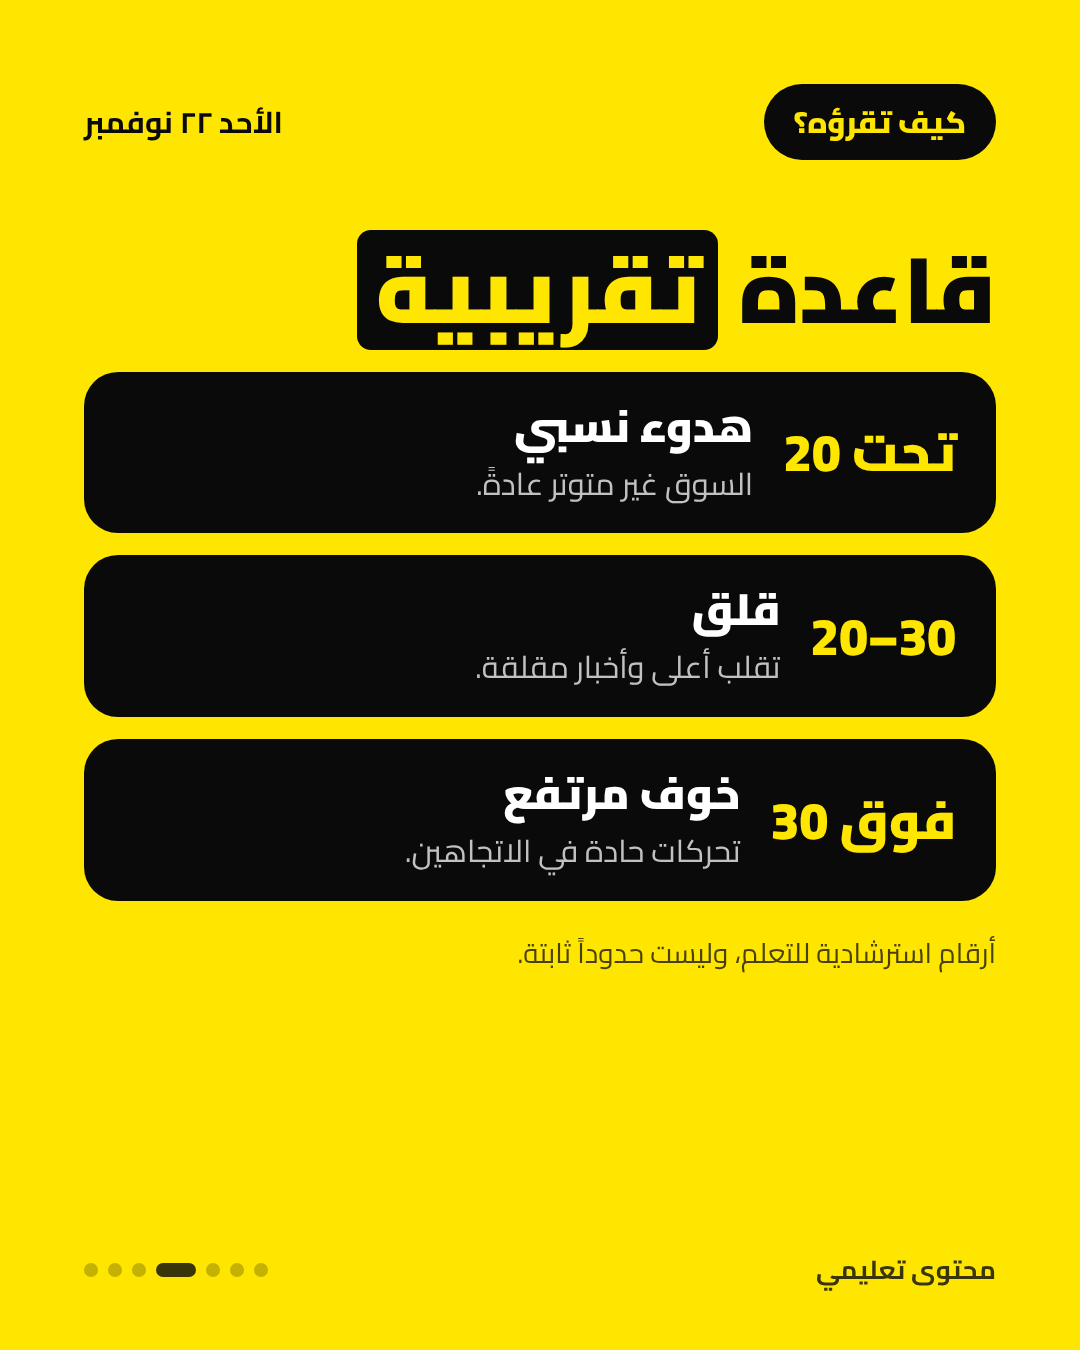 كيف تقرؤه؟
الأحد ٢٢ نوفمبر
قاعدة تقريبية
تحت 20
هدوء نسبي
السوق غير متوتر عادةً.
20–30
قلق
تقلب أعلى وأخبار مقلقة.
فوق 30
خوف مرتفع
تحركات حادة في الاتجاهين.
أرقام استرشادية للتعلم، وليست حدوداً ثابتة.
محتوى تعليمي